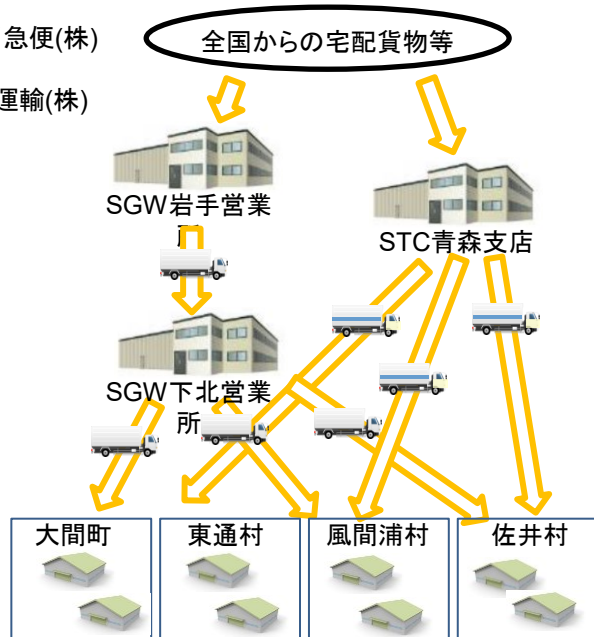 急便(株)
全国からの宅配貨物等
運輸(株)
SGW岩手営業
STC青森支店
SGW下北営業
所
大間町
東通村
風間浦村
佐井村